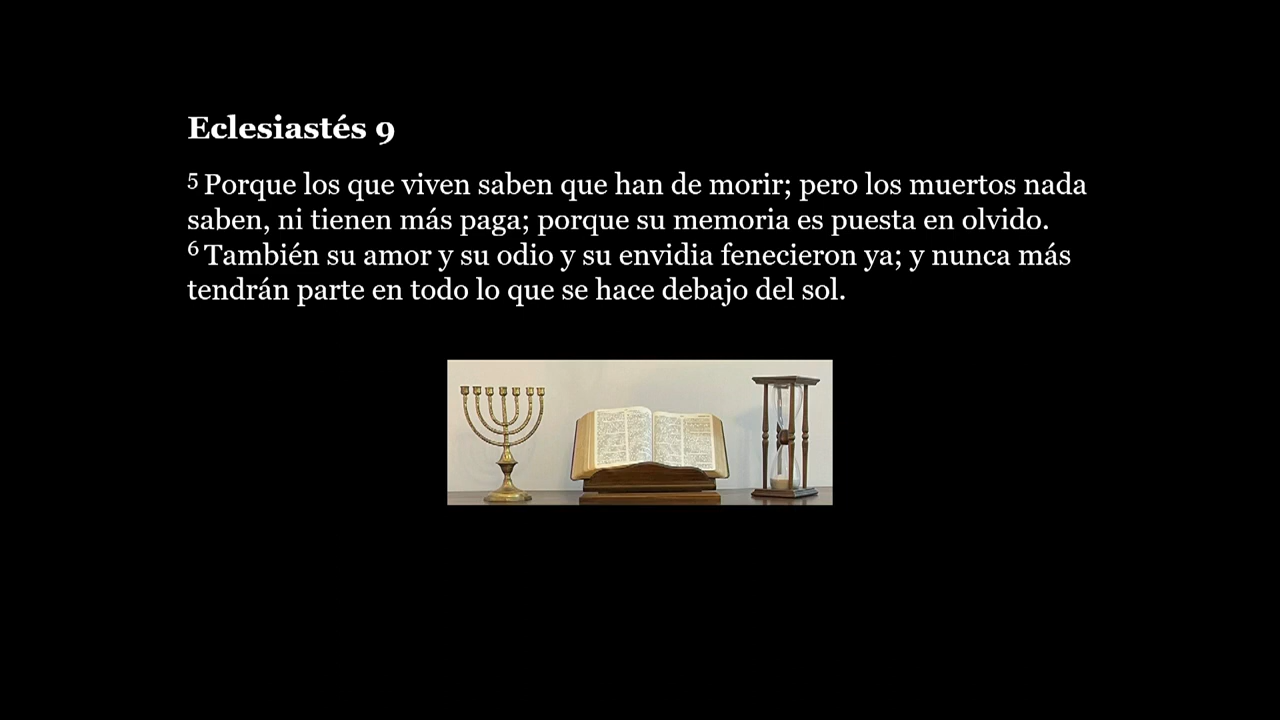 Eclesiastés 9
5 Porque los que viven saben que han de morir; pero los muertos nada
saben, ni tienen más paga; porque su memoria es puesta en olvido.
6 También su amor y su odio y su envidia fenecieron ya; y nunca más
tendrán parte en todo lo que se hace debajo del sol.